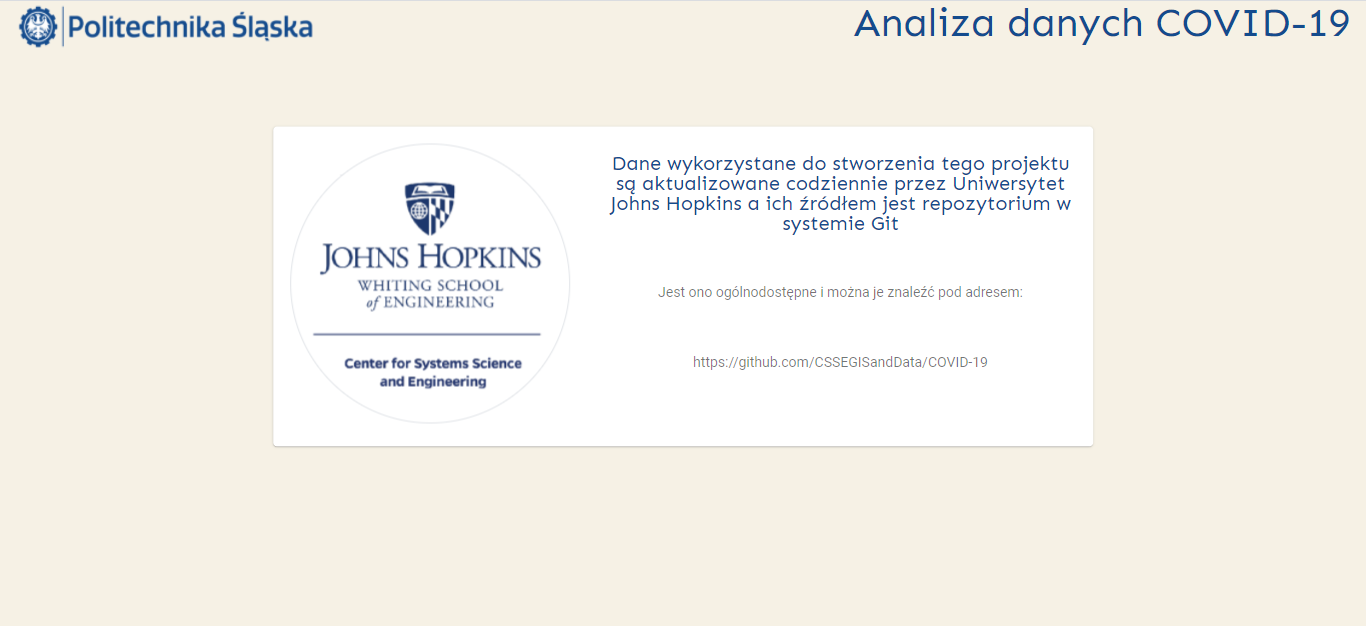 Politechnika Śląska
Analiza danych COVID-19
JOHNS HOPKINS
WHITING SCHOOL
of ENGINEERING
Center for Systems Science
and Engineering
Dane wykorzystane do stworzenia tego projektu
są aktualizowane codziennie przez Uniwersytet
Johns Hopkins a ich źródłem jest repozytorium w
systemie Git
Jest ono ogólnodostępne i można je znaleźć pod adresem:
https://github.com/CSSEGISandData/COVID-19